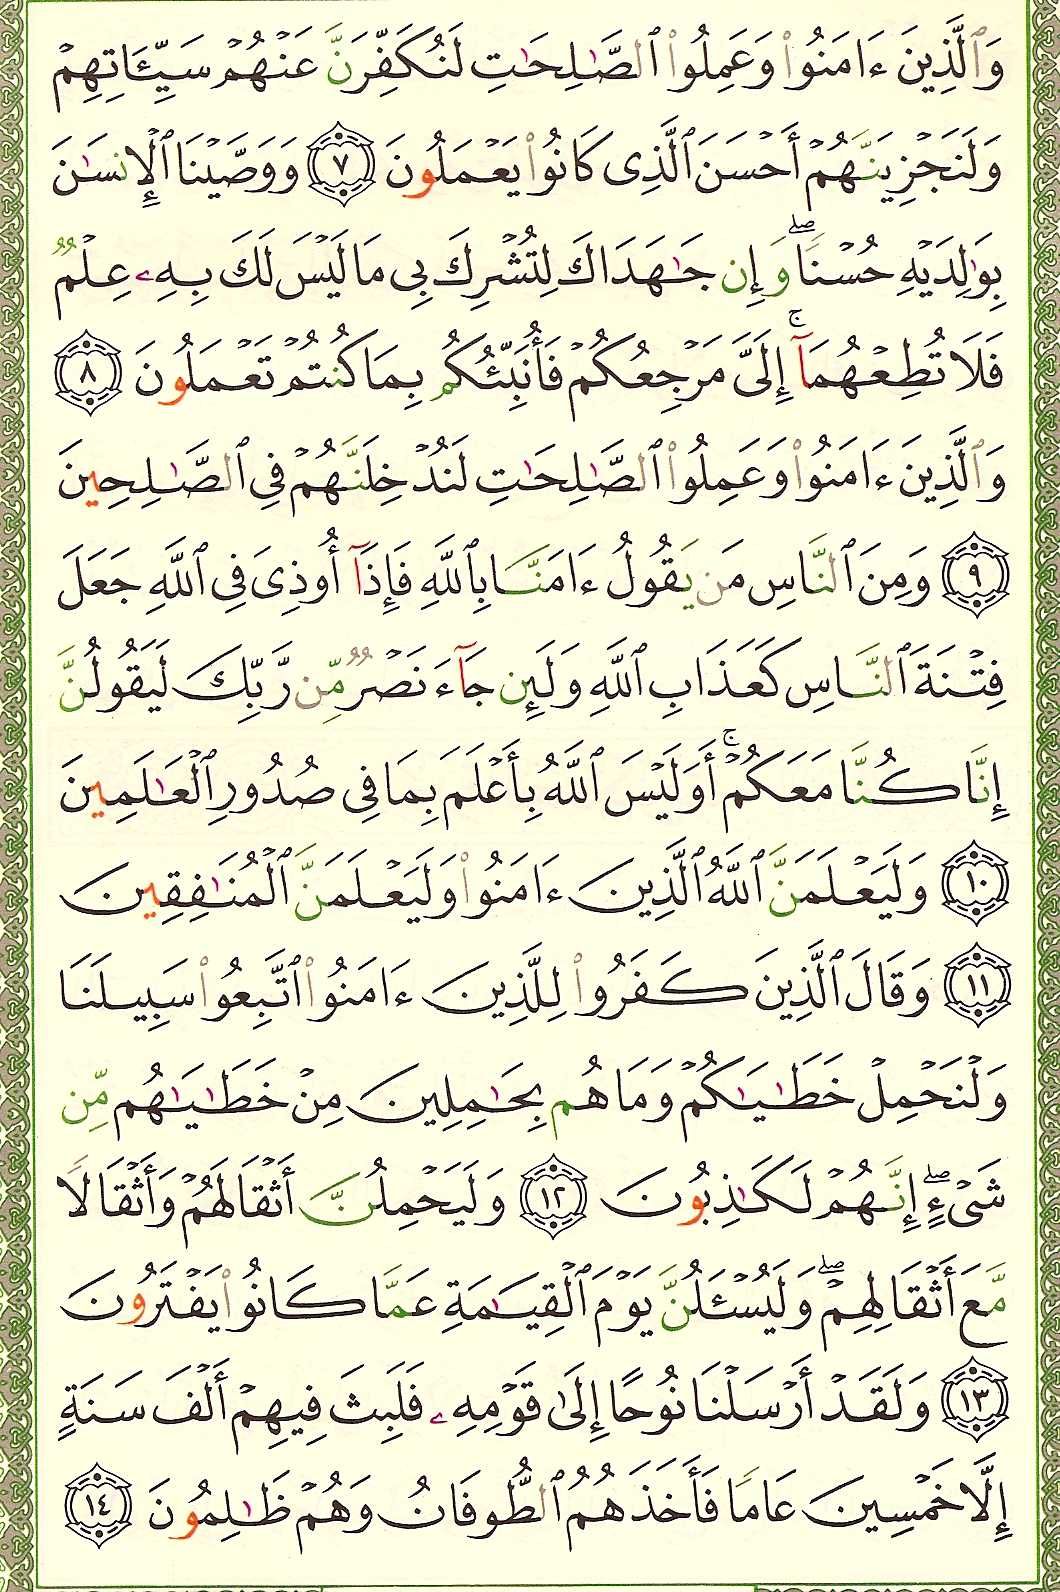 وَٱلَّذِينَ ءَامَنُوا۟ وَعَمِلُوا۟ ٱلصَّـٰلِحَـٰتِ لَنُكَفِّرَنَّ عَنْهُمْ سَيِّـَٔاتِهِمْ
وَلَنَجْزِيَنَّهُمْ أَحْسَنَ ٱلَّذِى كَانُوا۟ يَعْمَلُونَ ٧ وَوَصَّيْنَا ٱلْإِنسَـٰنَ
بِوَٰلِدَيْهِ حُسْنًا ۖ وَإِن جَـٰهَدَاكَ لِتُشْرِكَ بِى مَا لَيْسَ لَكَ بِهِۦ عِلْمٌ
فَلَا تُطِعْهُمَآ ۚ إِلَىَّ مَرْجِعُكُمْ فَأُنَبِّئُكُم بِمَا كُنتُمْ تَعْمَلُونَ ٨
وَٱلَّذِينَ ءَامَنُوا۟ وَعَمِلُوا۟ ٱلصَّـٰلِحَـٰتِ لَنُدْخِلَنَّهُمْ فِى ٱلصَّـٰلِحِينَ
٩ وَمِنَ ٱلنَّاسِ مَن يَقُولُ ءَامَنَّا بِٱللَّهِ فَإِذَآ أُوذِىَ فِى ٱللَّهِ جَعَلَ
فِتْنَةَ ٱلنَّاسِ كَعَذَابِ ٱللَّهِ وَلَئِن جَآءَ نَصْرٌ مِّن رَّبِّكَ لَيَقُولُنَّ
إِنَّا كُنَّا مَعَكُمْ ۚ أَوَلَيْسَ ٱللَّهُ بِأَعْلَمَ بِمَا فِى صُدُورِ ٱلْعَـٰلَمِينَ
١٠ وَلَيَعْلَمَنَّ ٱللَّهُ ٱلَّذِينَ ءَامَنُوا۟ وَلَيَعْلَمَنَّ ٱلْمُنَـٰفِقِينَ
١١ وَقَالَ ٱلَّذِينَ كَفَرُوا۟ لِلَّذِينَ ءَامَنُوا۟ ٱتَّبِعُوا۟ سَبِيلَنَا
وَلْنَحْمِلْ خَطَـٰيَـٰكُمْ وَمَا هُم بِحَـٰمِلِينَ مِنْ خَطَـٰيَـٰهُم مِّن
شَىْءٍ ۖ إِنَّهُمْ لَكَـٰذِبُونَ ١٢ وَلَيَحْمِلُنَّ أَثْقَالَهُمْ وَأَثْقَالًا
مَّعَ أَثْقَالِهِمْ ۖ وَلَيُسْـَٔلُنَّ يَوْمَ ٱلْقِيَـٰمَةِ عَمَّا كَانُوا۟ يَفْتَرُونَ
١٣ وَلَقَدْ أَرْسَلْنَا نُوحًا إِلَىٰ قَوْمِهِۦ فَلَبِثَ فِيهِمْ أَلْفَ سَنَةٍ
إِلَّا خَمْسِينَ عَامًا فَأَخَذَهُمُ ٱلطُّوفَانُ وَهُمْ ظَـٰلِمُونَ ١٤